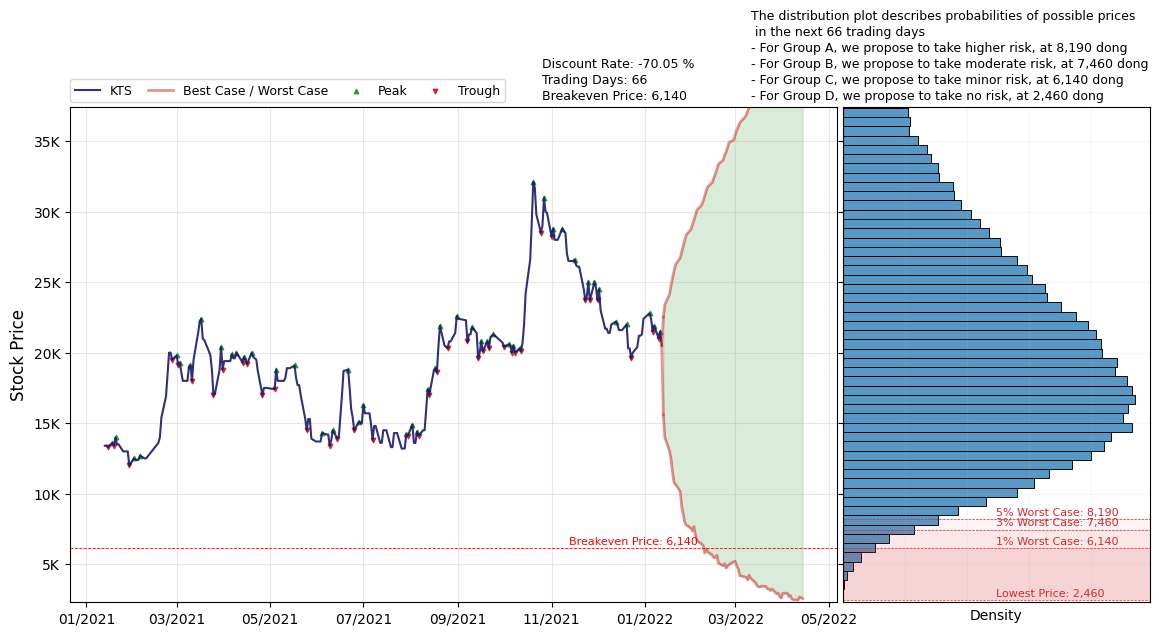 The distribution plot describes probabilities of possible prices
in the next 66 trading days
- For Group A, we propose to take higher risk, at 8,190 dong
- For Group B, we propose to take moderate risk, at 7,460 dong
- For Group C, we propose to take minor risk, at 6,140 dong
- For Group D, we propose to take no risk, at 2,460 dong
Discount Rate: -70.05 %
Trading Days: 66
Breakeven Price: 6,140
KTS
Best Case / Worst Case
Peak
Trough
Stock Price
35K
30K
25K
20K
15K
10K
5K
Breakeven Price: 6,140
01/2021
03/2021
05/2021
07/2021
09/2021
11/2021
01/2022
03/2022
05/2022
5% Worst Case: 8,190
3% Worst Case: 7,460
1% Worst Case: 6,140
Lowest Price: 2,460
Density